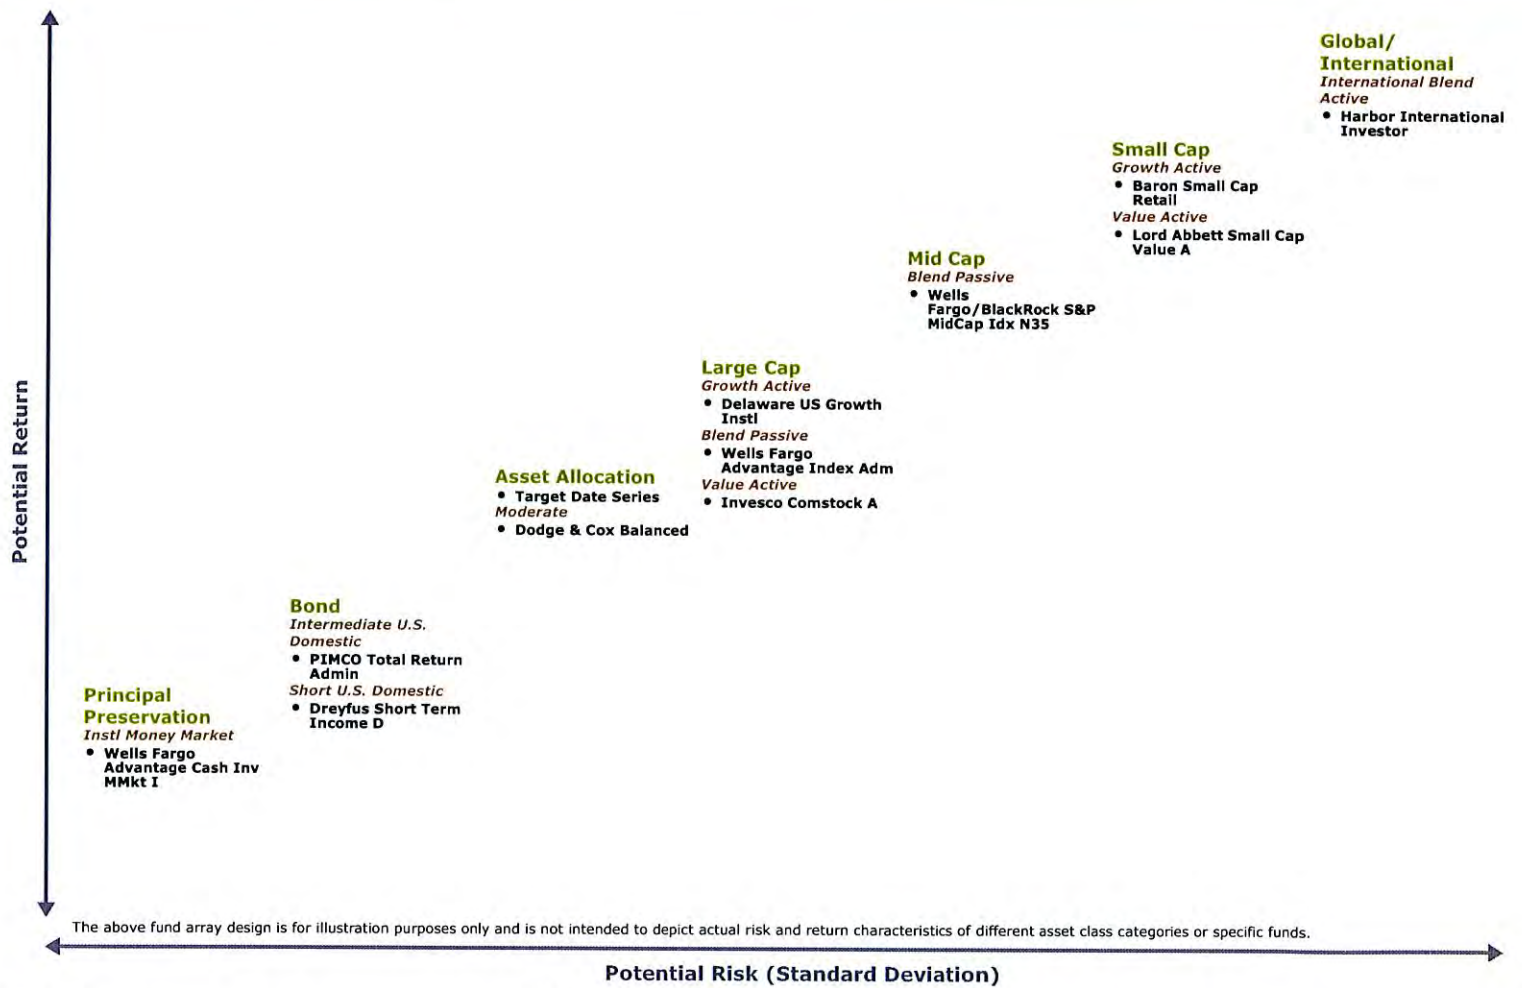 Global/
International
International Blend
Active
• Harbor International
Investor
Small Cap
Growth Active
• Baron Small Cap
Retail
Value Active
• Lord Abbett Small Cap
Value A
Mid Cap
Blend Passive
• Wells
Fargo/BlackRock S&P
MidCap Idx N35
Large Cap
Growth Active
• Delaware US Growth
Instl
Blend Passive
• Wells Fargo
Advantage Index Adm
Value Active
• Invesco Comstock A
Asset Allocation
• Target Date Series
Moderate
• Dodge & Cox Balanced
Bond
Intermediate U.S.
Domestic
• PIMCO Total Return
Admin
Short U.S. Domestic
• Dreyfus Short Term
Income D
Principal
Preservation
Instl Money Market
• Wells Fargo
Advantage Cash Inv
MMkt I
Potential Return
The above fund array design is for illustration purposes only and is not intended to depict actual risk and return characteristics of different asset class categories or specific funds.
Potential Risk (Standard Deviation)